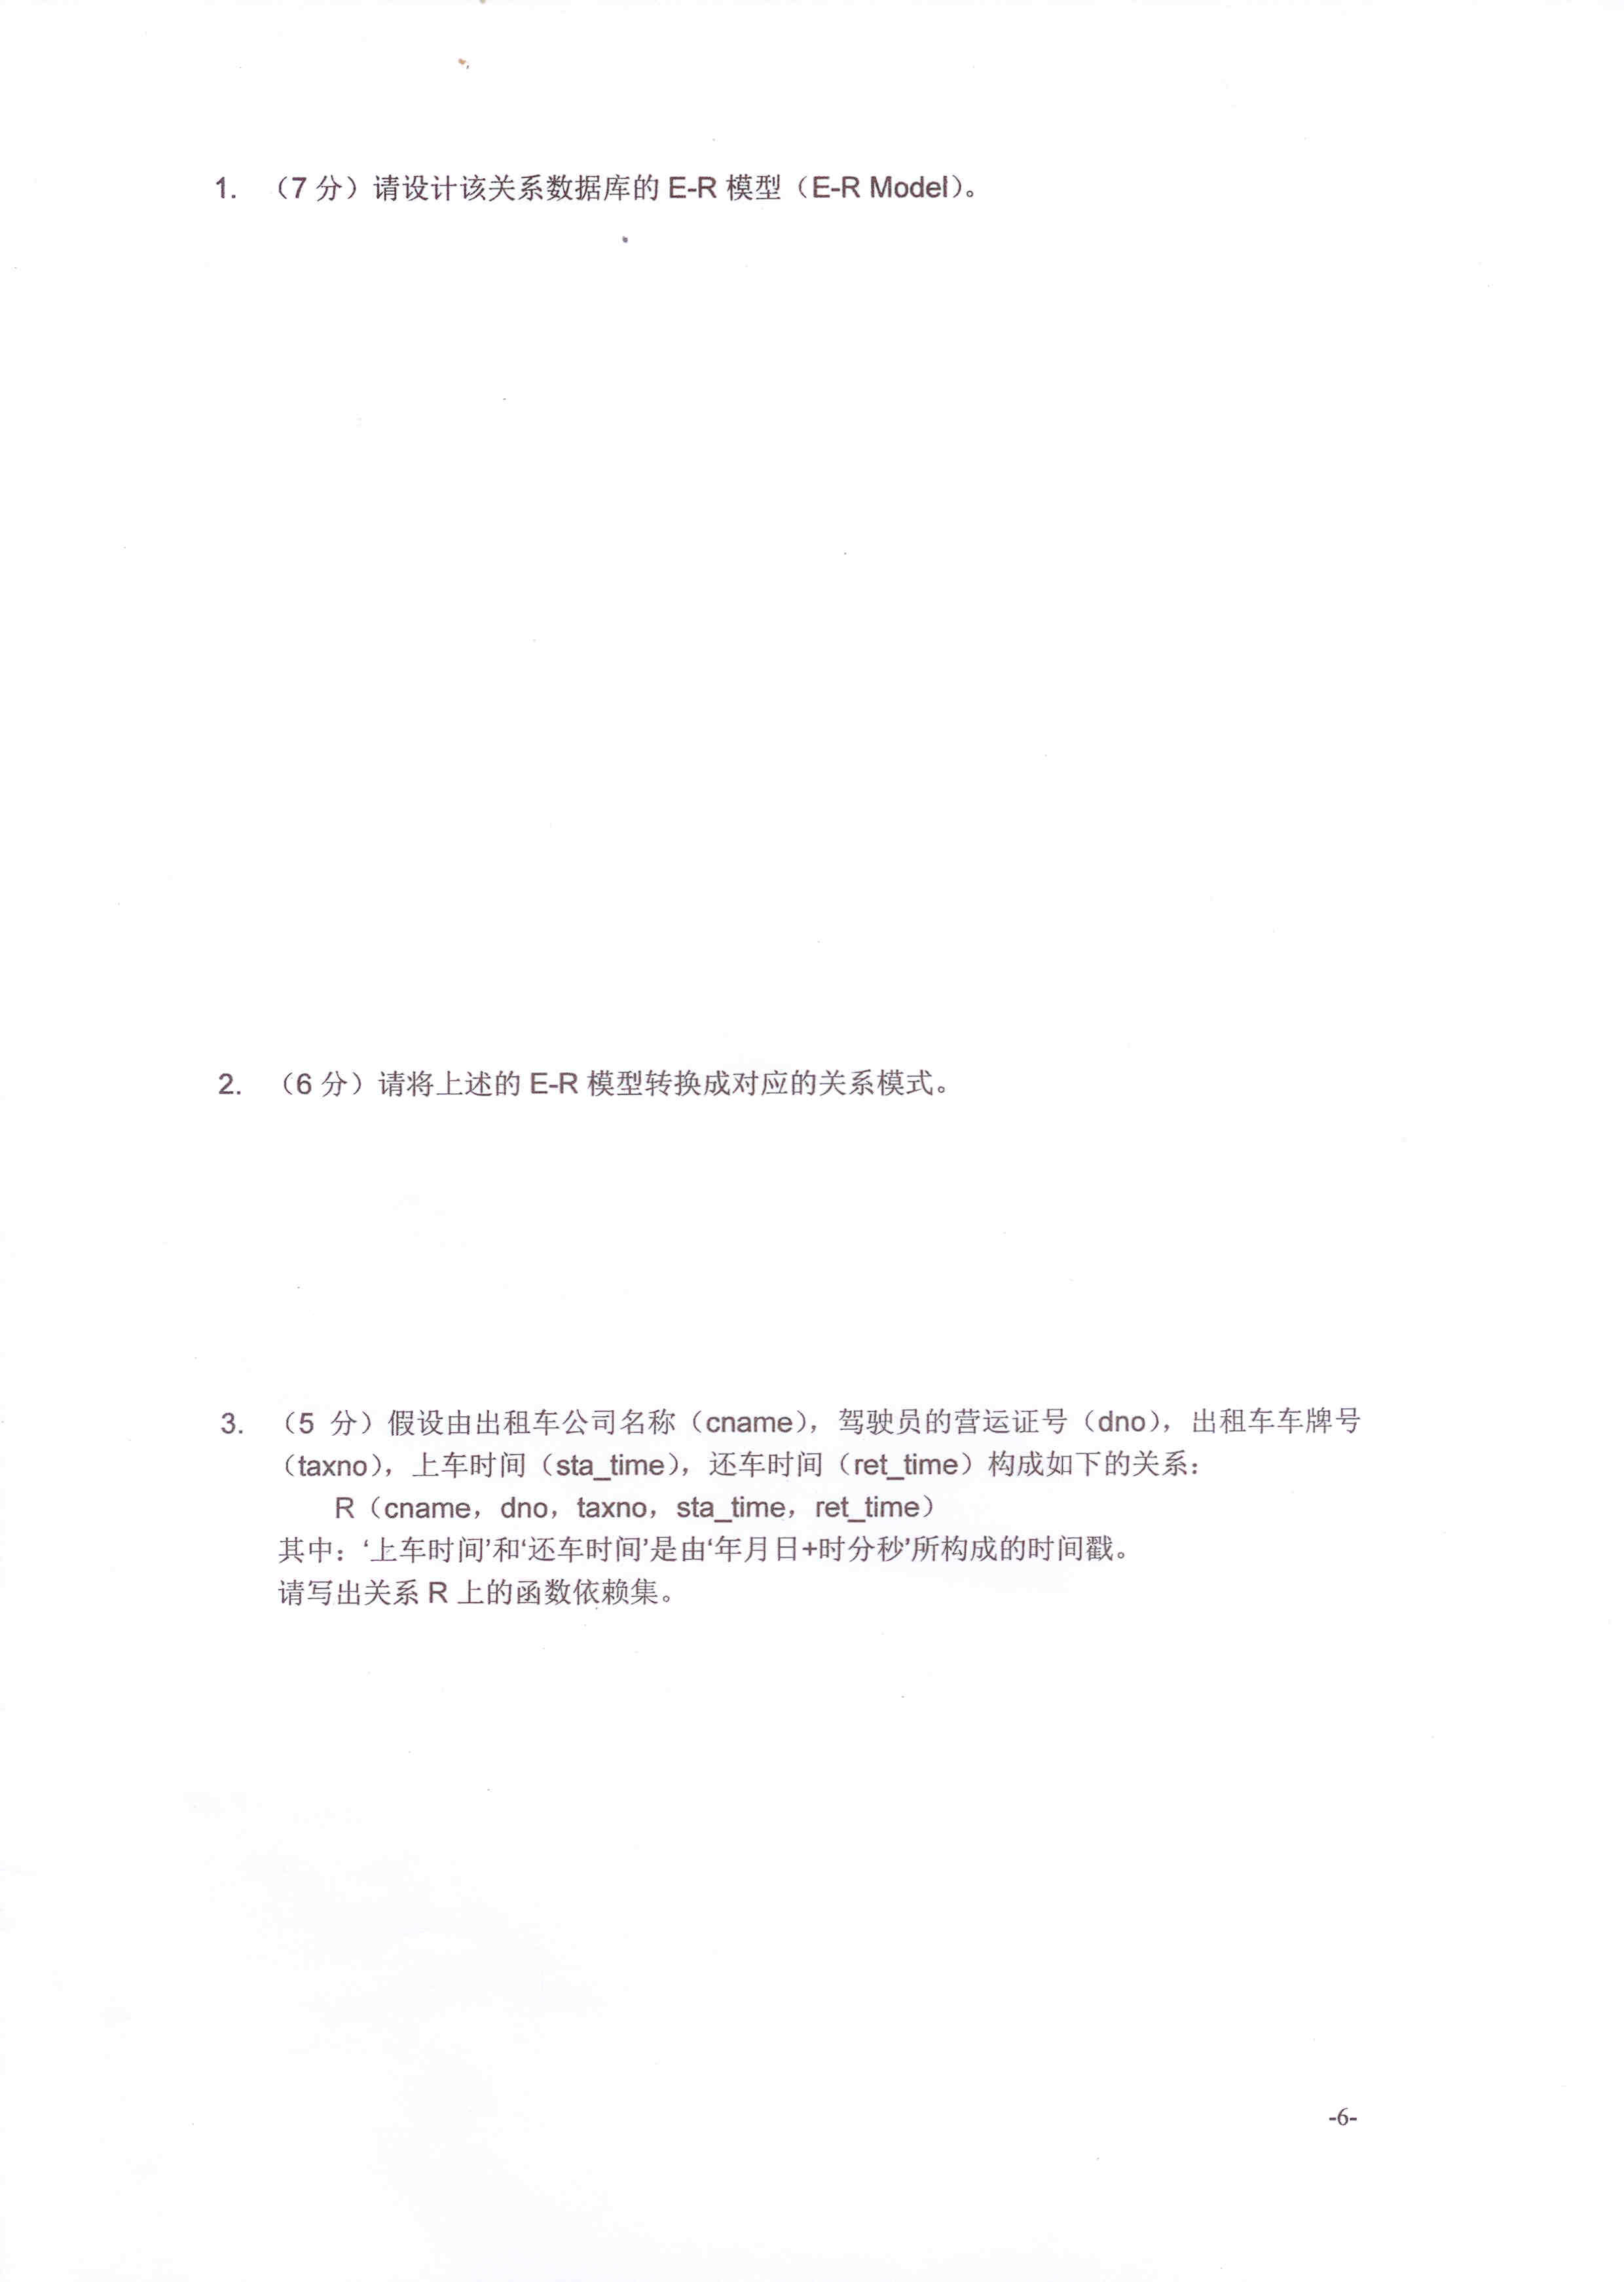 1. （7 分）请设计该关系数据库的 E-R 模型（E-R Model）。
2. （6 分）请将上述的 E-R 模型转换成对应的关系模式。
3. （5 分）假设由出租车公司名称（cname），驾驶员的营运证号（dno），出租车车牌号
（taxno），上车时间（sta_time），还车时间（ret_time）构成如下的关系：
R（cname，dno，taxno，sta_time，ret_time）
其中：‘上车时间’和‘还车时间’是由‘年月日+时分秒’所构成的时间戳。
请写出关系 R 上的函数依赖集。
-6-